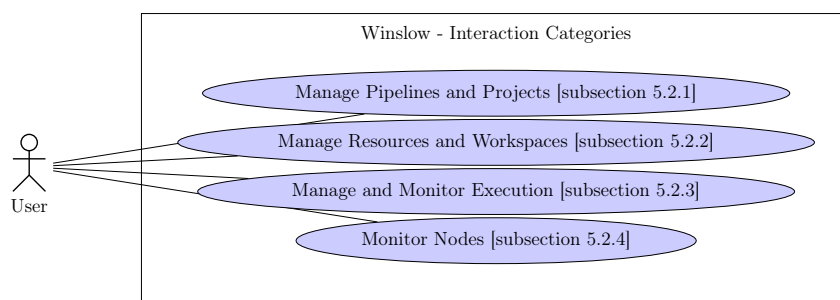 Winslow - Interaction Categories
Manage Pipelines and Projects [subsection 5.2.1]
Manage Resources and Workspaces [subsection 5.2.2]
Manage and Monitor Execution [subsection 5.2.3]
User
Monitor Nodes [subsection 5.2.4]